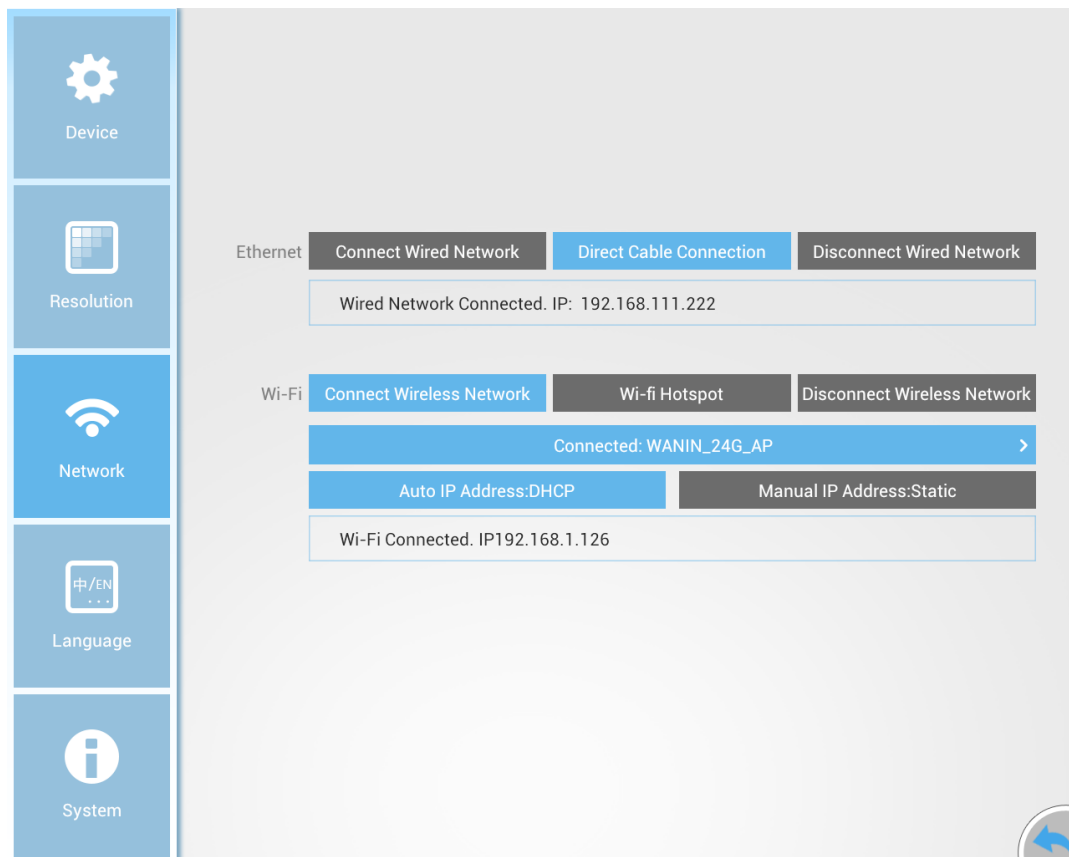 Device
Resolution
Network
中/EN
...
Language
System
Ethernet Connect Wired Network Direct Cable Connection Disconnect Wired Network
Wired Network Connected. IP: 192.168.111.222
Wi-Fi Connect Wireless Network Wi-fi Hotspot Disconnect Wireless Network
Connected: WANIN_24G_AP >
Auto IP Address:DHCP Manual IP Address:Static
Wi-Fi Connected. IP192.168.1.126